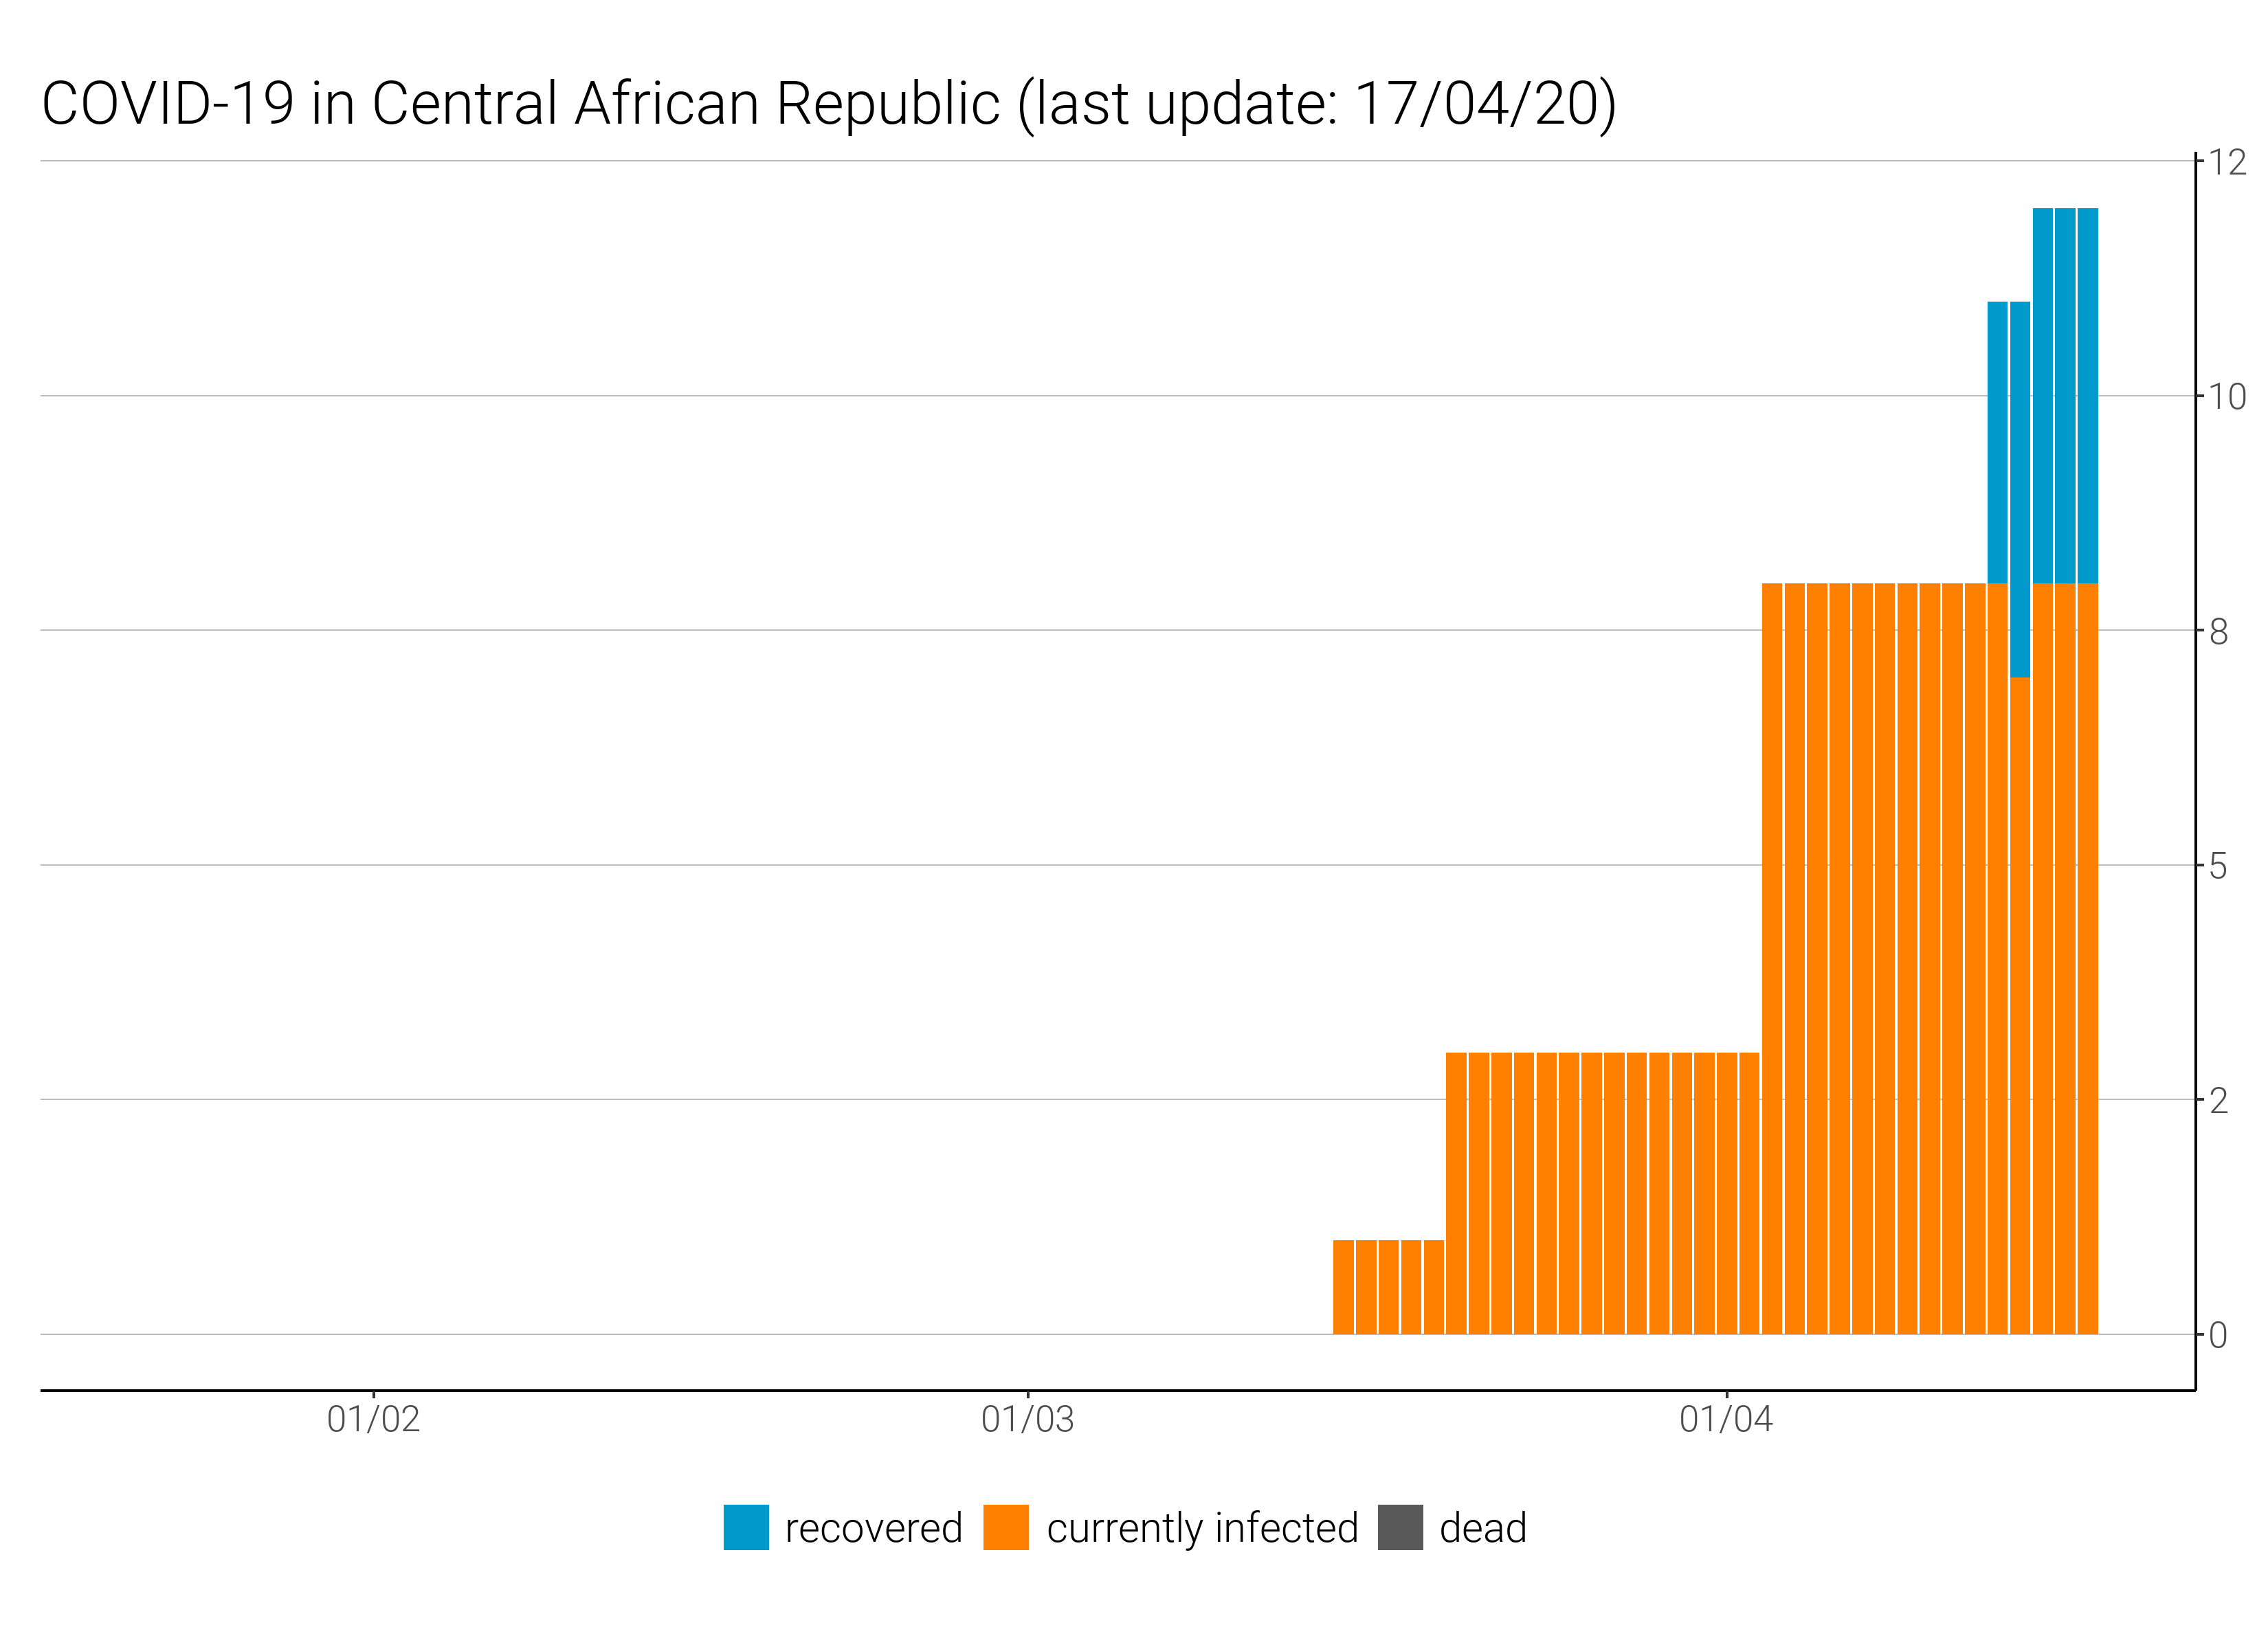 COVID-19 in Central African Republic (last update: 17/04/20)
12
10
8
5
2
0
01/02 01/03 01/04
recovered currently infected dead